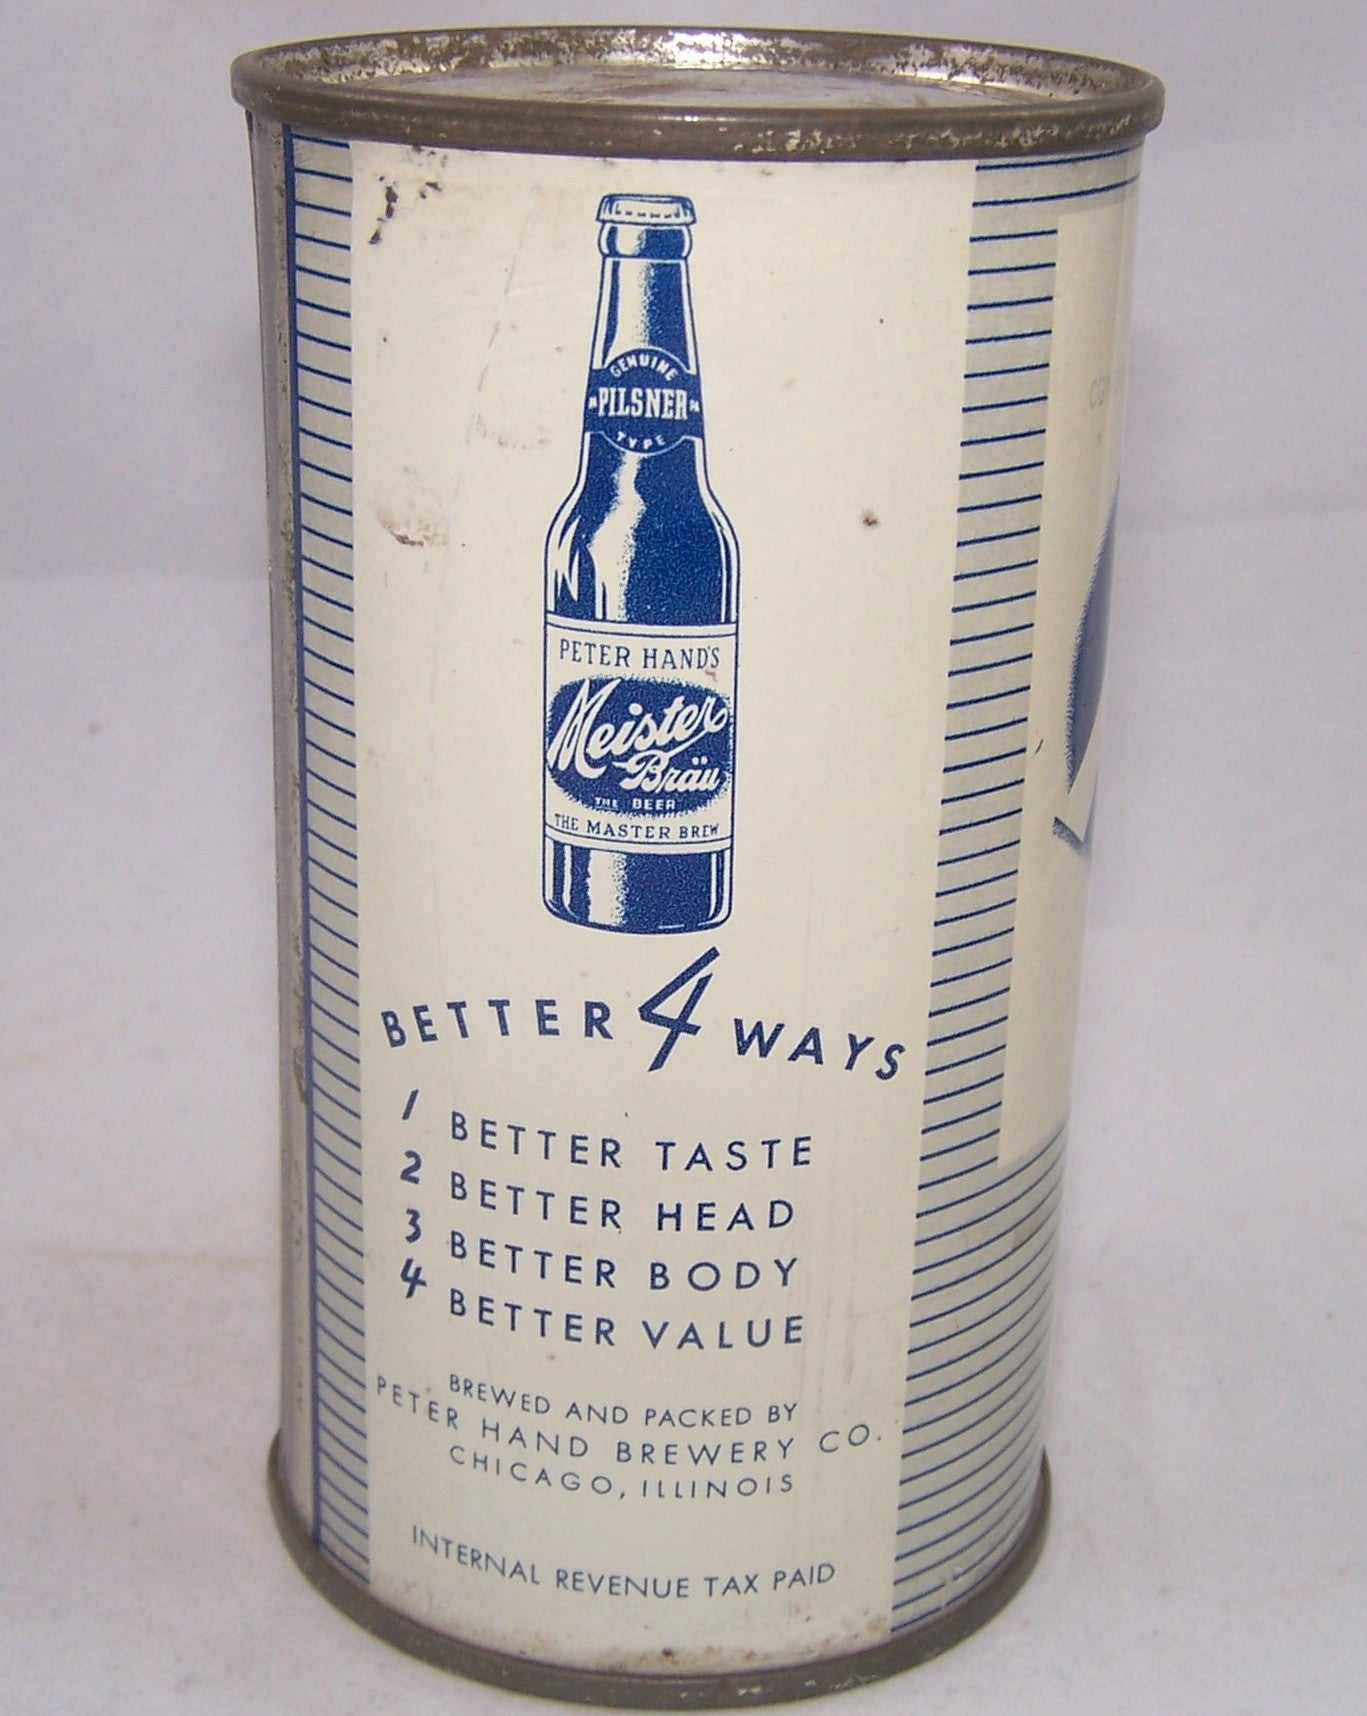 GENUINE
PILSNER
TYPE
PETER HAND'S
Meister
Bräu
THE BEER
THE MASTER BREW
BETTER 4 WAYS
1 BETTER TASTE
2 BETTER HEAD
3 BETTER BODY
4 BETTER VALUE
BREWED AND PACKED BY
PETER HAND BREWERY CO.
CHICAGO, ILLINOIS
INTERNAL REVENUE TAX PAID